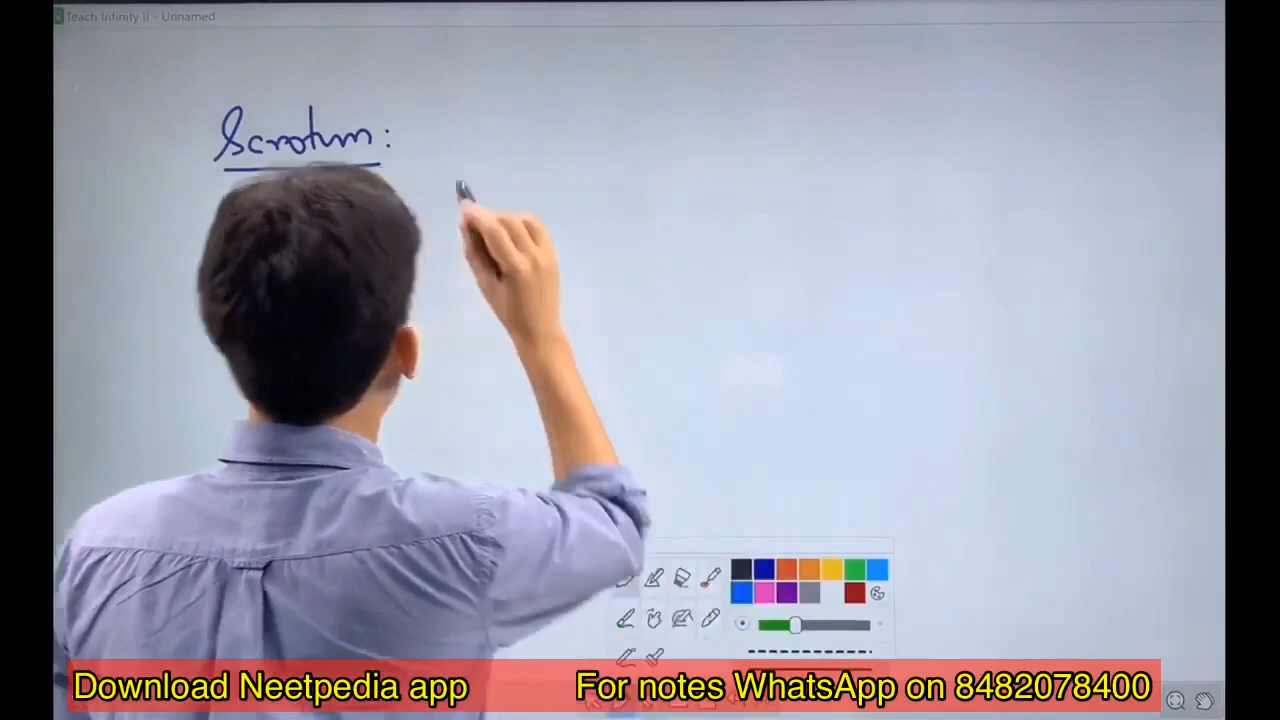 Teach Infinity II - Unnamed
Scrotum:
Download Neetpedia app
For notes WhatsApp on 8482078400